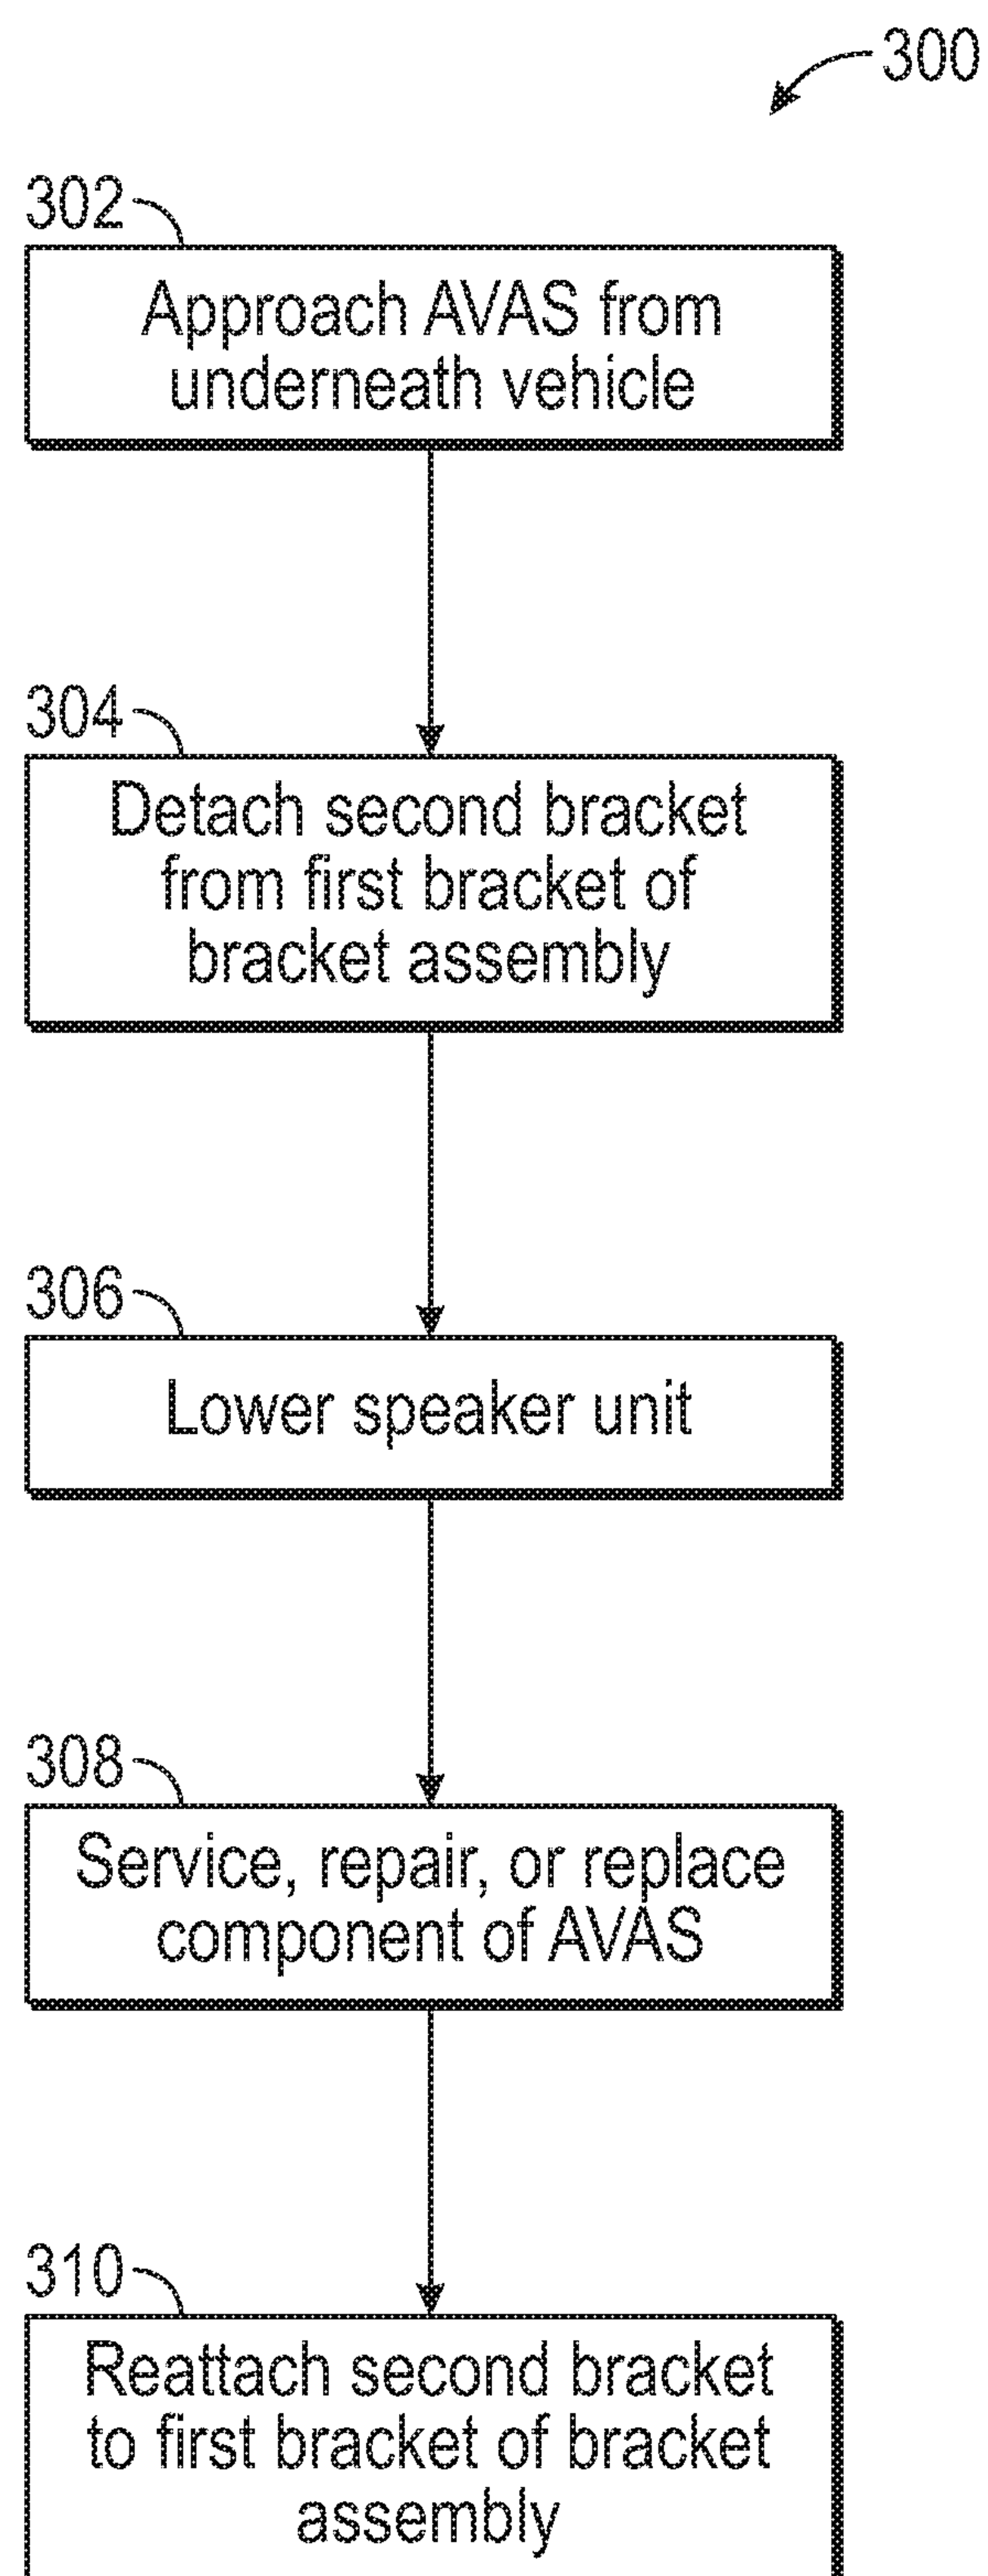 300
302
Approach AVAS from
underneath vehicle
304
Detach second bracket
from first bracket of
bracket assembly
306
Lower speaker unit
308
Service, repair, or replace
component of AVAS
310
Reattach second bracket
to first bracket of bracket
assembly